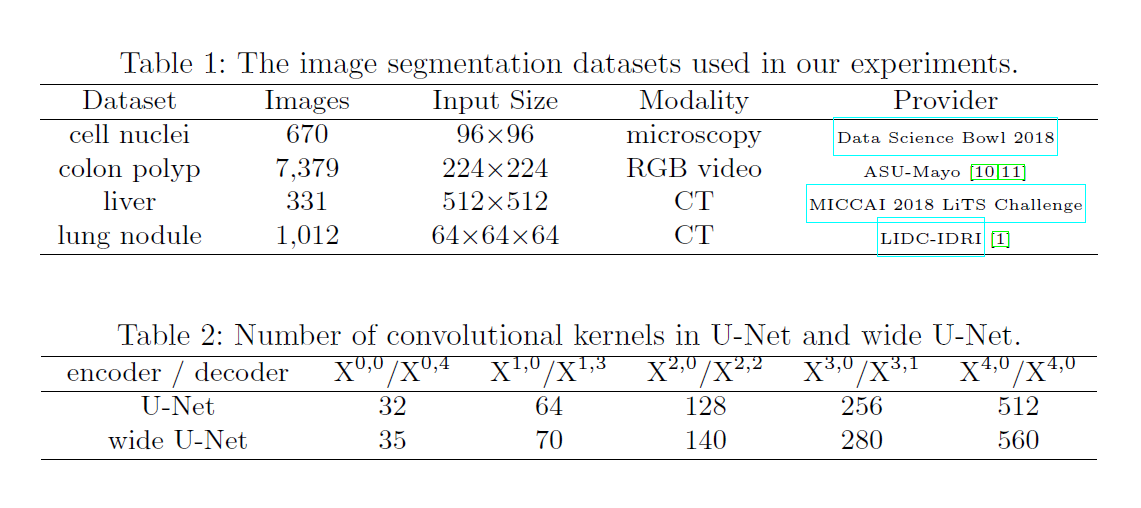 Table 1: The image segmentation datasets used in our experiments.
Dataset Images Input Size Modality Provider
cell nuclei 670 96×96 microscopy Data Science Bowl 2018
colon polyp 7,379 224×224 RGB video ASU-Mayo [10,11]
liver 331 512×512 CT MICCAI 2018 LiTS Challenge
lung nodule 1,012 64×64×64 CT LIDC-IDRI [1]
Table 2: Number of convolutional kernels in U-Net and wide U-Net.
encoder / decoder X^{0,0}/X^{0,4} X^{1,0}/X^{1,3} X^{2,0}/X^{2,2} X^{3,0}/X^{3,1} X^{4,0}/X^{4,0}
U-Net 32 64 128 256 512
wide U-Net 35 70 140 280 560